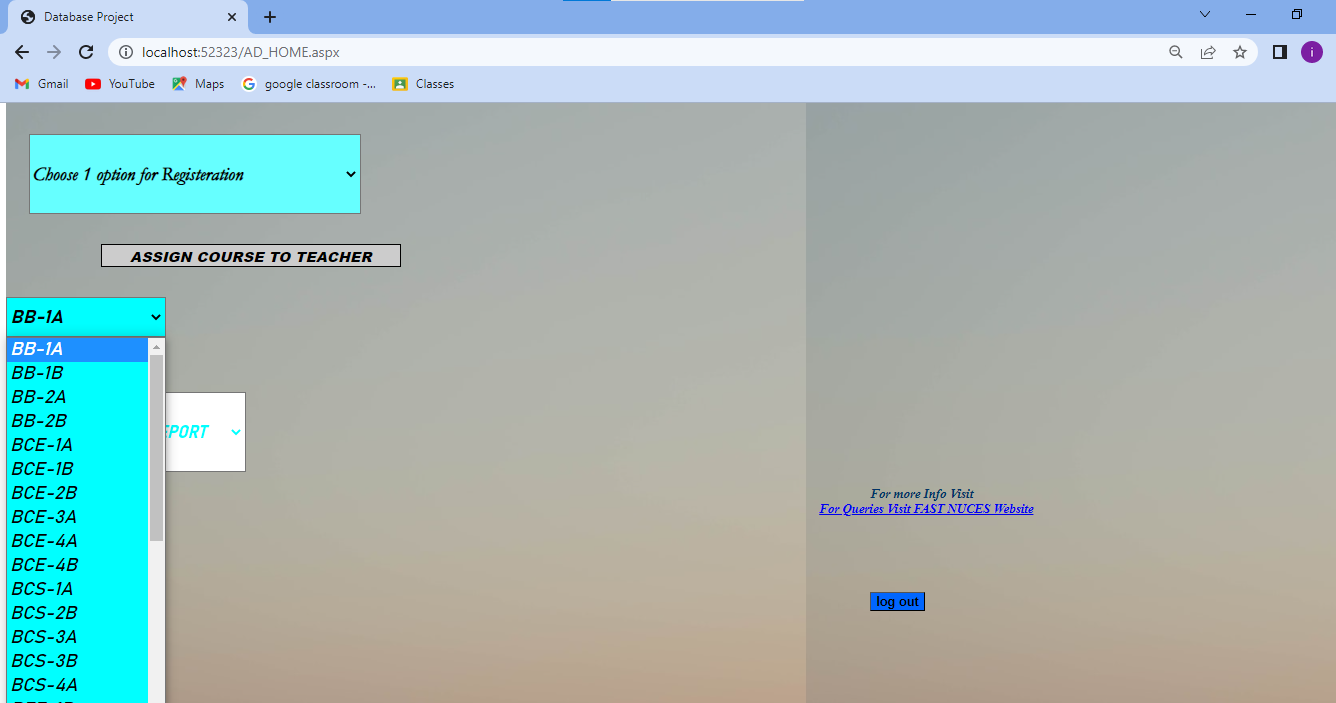 Database Project
localhost:52323/AD_HOME.aspx
i
Gmail
YouTube
Maps
google classroom -...
Classes
Choose 1 option for Registeration
ASSIGN COURSE TO TEACHER
BB-1A
BB-1A
BB-1B
BB-2A
BB-2B
BCE-1A
BCE-1B
BCE-2B
BCE-3A
BCE-4A
BCE-4B
BCS-1A
BCS-2B
BCS-3A
BCS-3B
BCS-4A
EPORT
For more Info Visit
For Queries Visit FAST NUCES Website
log out